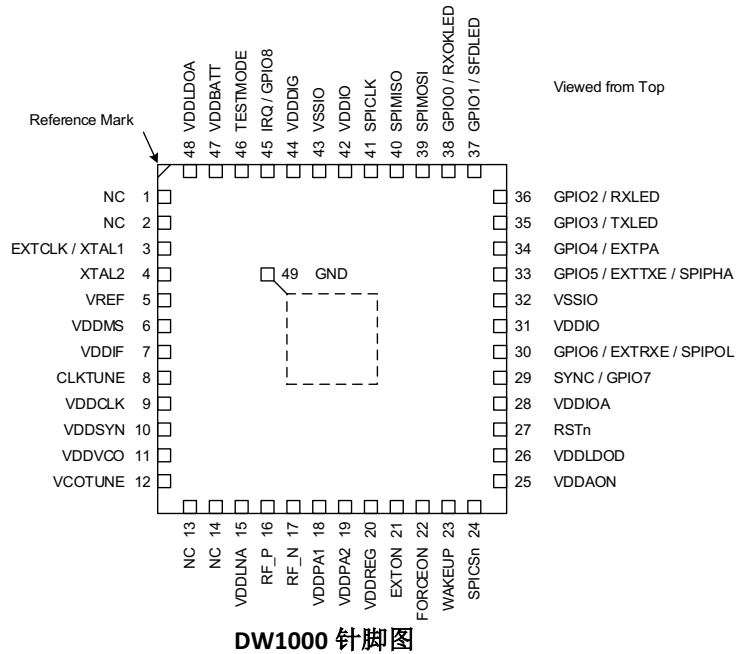 48 VDDLDOA
47 VDDBATT
46 TESTMODE
45 IRQ / GPIO8
44 VDDDIG
43 VSSIO
42 VDDIO
41 SPICLK
40 SPIMISO
39 SPIMOSI
38 GPIO0 / RXOKLED
37 GPIO1 / SFDLED
Viewed from Top
Reference Mark
NC 1
NC 2
EXTCLK / XTAL1 3
XTAL2 4
VREF 5
VDDMS 6
VDDIF 7
CLKTUNE 8
VDDCLK 9
VDDSYN 10
VDDVCO 11
VCOTUNE 12
49 GND
36 GPIO2 / RXLED
35 GPIO3 / TXLED
34 GPIO4 / EXTPA
33 GPIO5 / EXTTXE / SPIPHA
32 VSSIO
31 VDDIO
30 GPIO6 / EXTRXE / SPIPOL
29 SYNC / GPIO7
28 VDDIOA
27 RSTn
26 VDDLDOD
25 VDDAON
NC 13
NC 14
VDDLNA 15
RF_P 16
RF_N 17
VDDPA1 18
VDDPA2 19
VDDREG 20
EXTON 21
FORCEON 22
WAKEUP 23
SPICSn 24
DW1000 针脚图